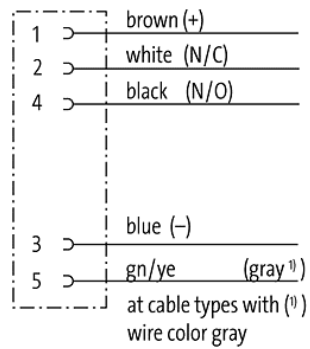 brown (+)
1
white (N/C)
2
black (N/O)
4
blue (–)
3
gn/ye (gray ¹⁾)
5
at cable types with (¹⁾)
wire color gray